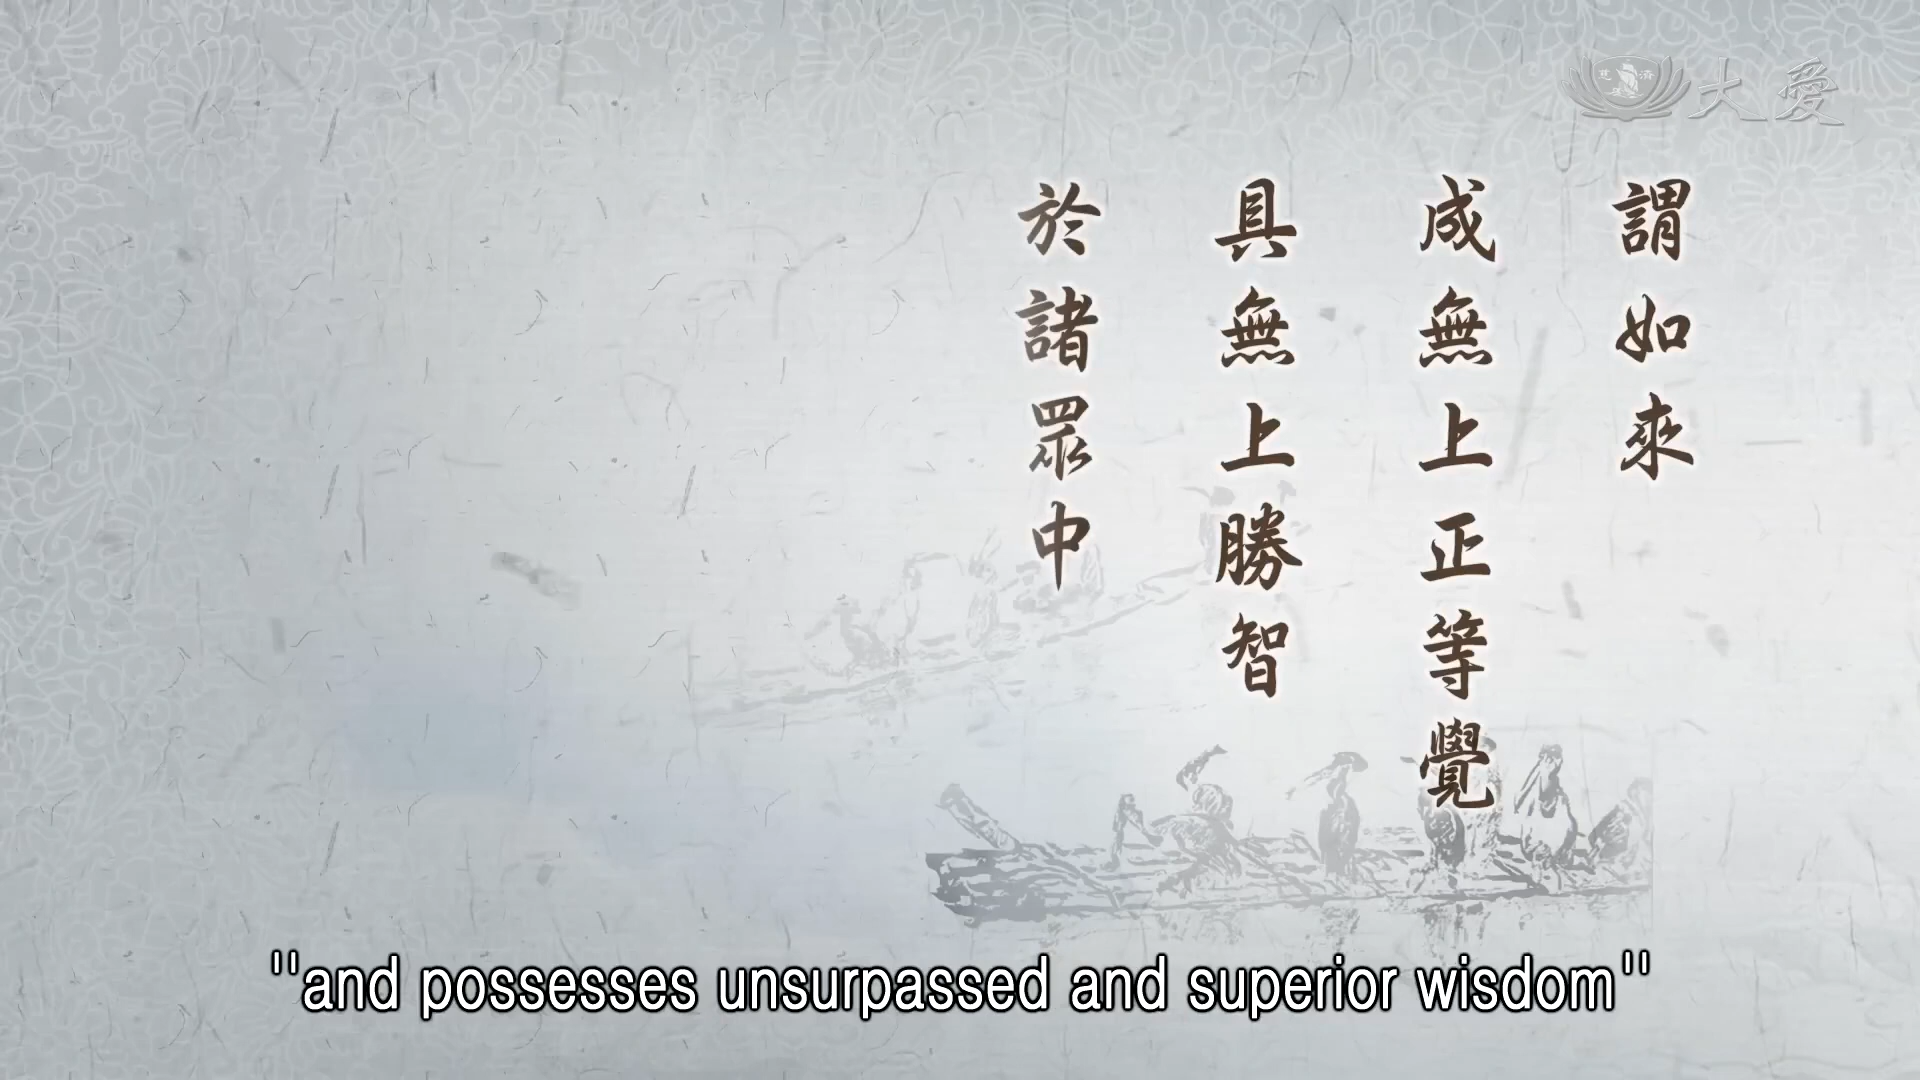 大愛
謂如來
成無上正等覺
具無上勝智
於諸眾中
"and possesses unsurpassed and superior wisdom"